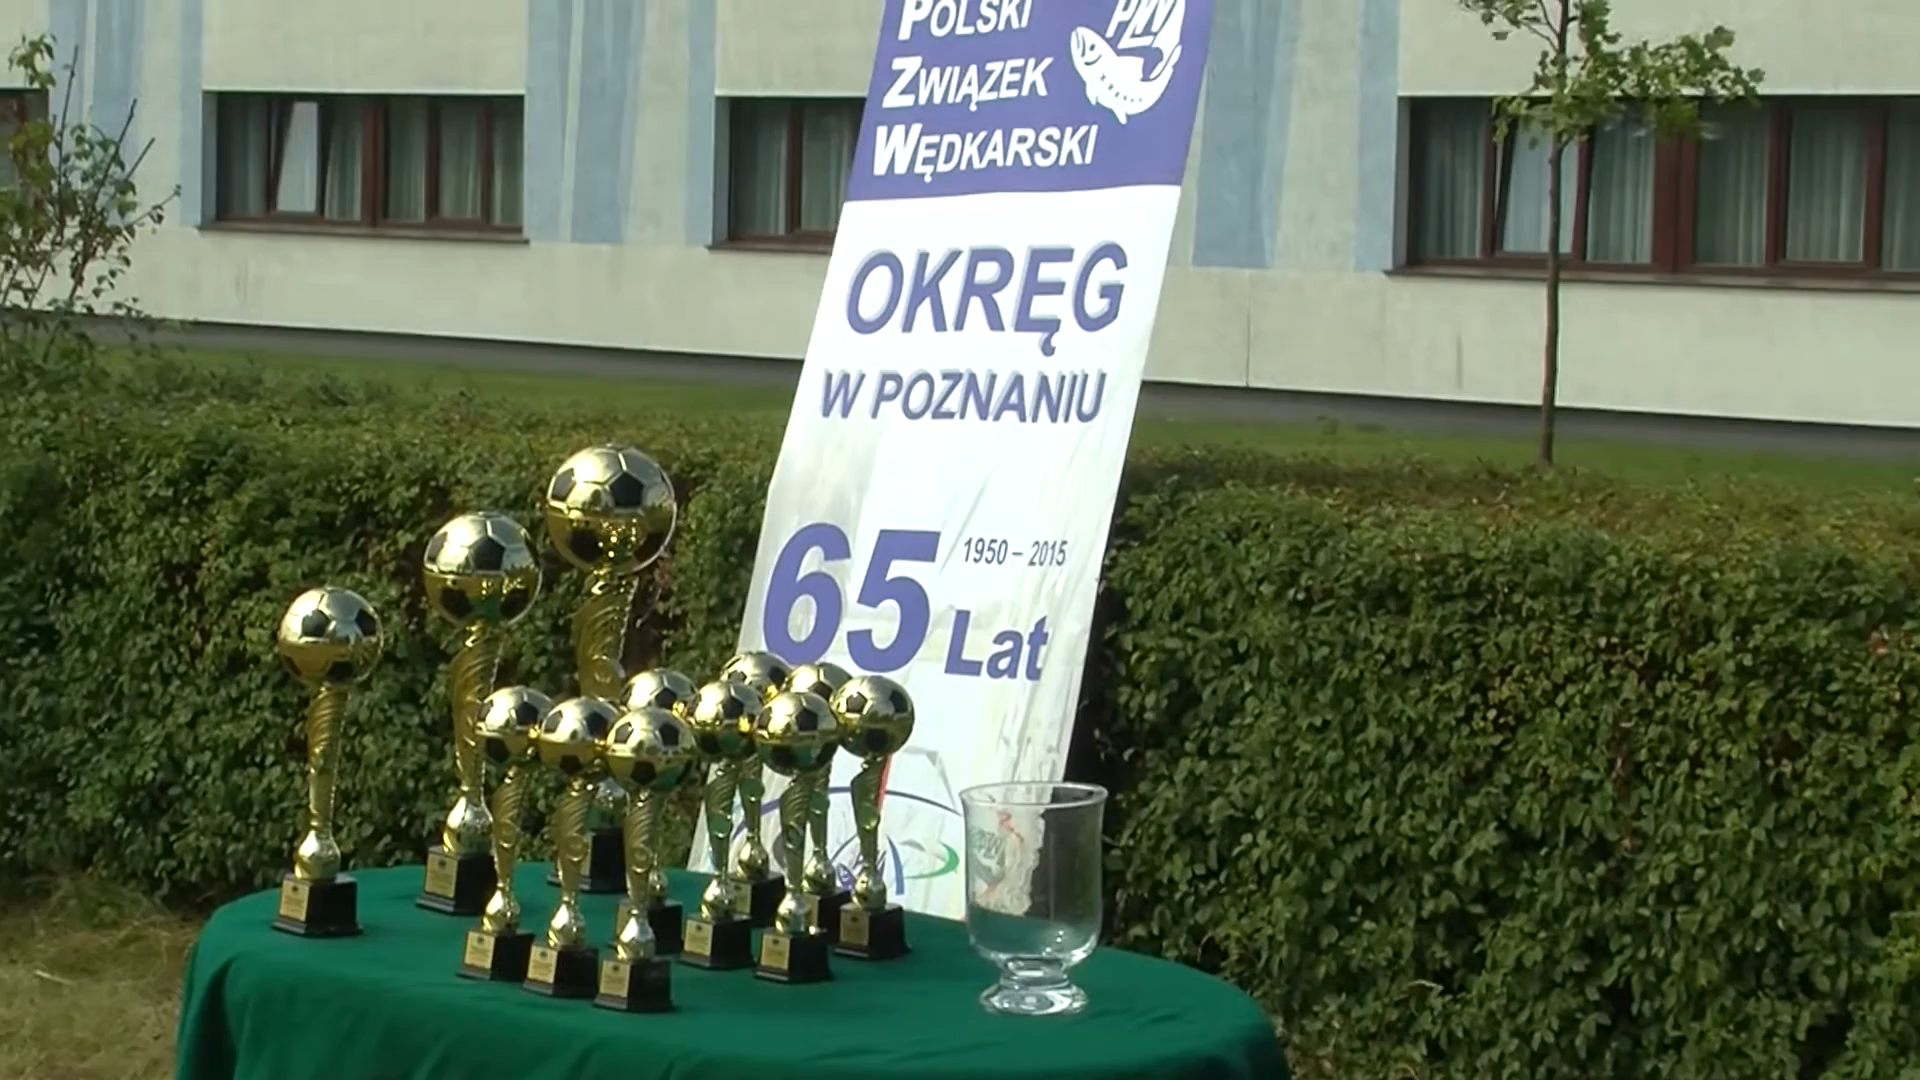 POLSKI
ZWIĄZEK
WĘDKARSKI
PZW
OKRĘG
W POZNANIU
65 Lat
1950 – 2015